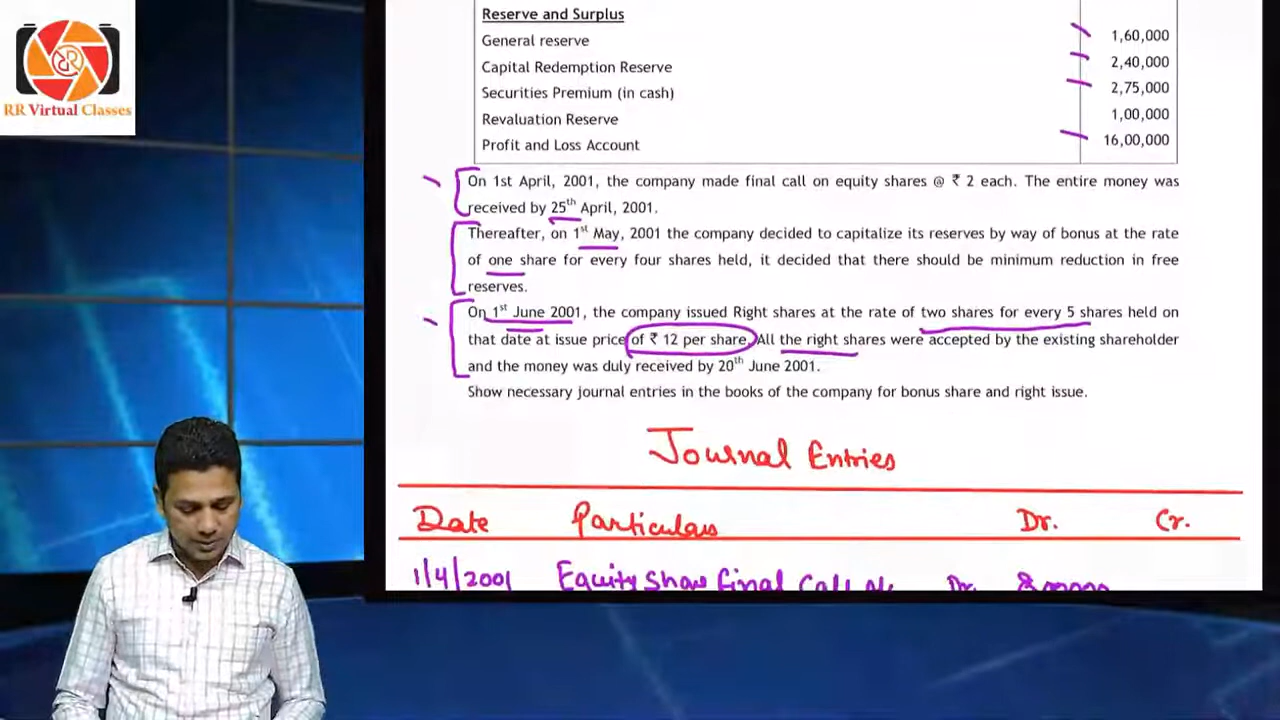 RR Virtual Classes
Reserve and Surplus
General reserve 1,60,000
Capital Redemption Reserve 2,40,000
Securities Premium (in cash) 2,75,000
Revaluation Reserve 1,00,000
Profit and Loss Account 16,00,000
On 1st April, 2001, the company made final call on equity shares @ ₹ 2 each. The entire money was
received by 25th April, 2001.
Thereafter, on 1st May, 2001 the company decided to capitalize its reserves by way of bonus at the rate
of one share for every four shares held, it decided that there should be minimum reduction in free
reserves.
On 1st June 2001, the company issued Right shares at the rate of two shares for every 5 shares held on
that date at issue price of ₹ 12 per share. All the right shares were accepted by the existing shareholder
and the money was duly received by 20th June 2001.
Show necessary journal entries in the books of the company for bonus share and right issue.
Journal Entries
Date Particulars Dr. Cr.
1/4/2001 Equity Share Final Call A/c Dr.